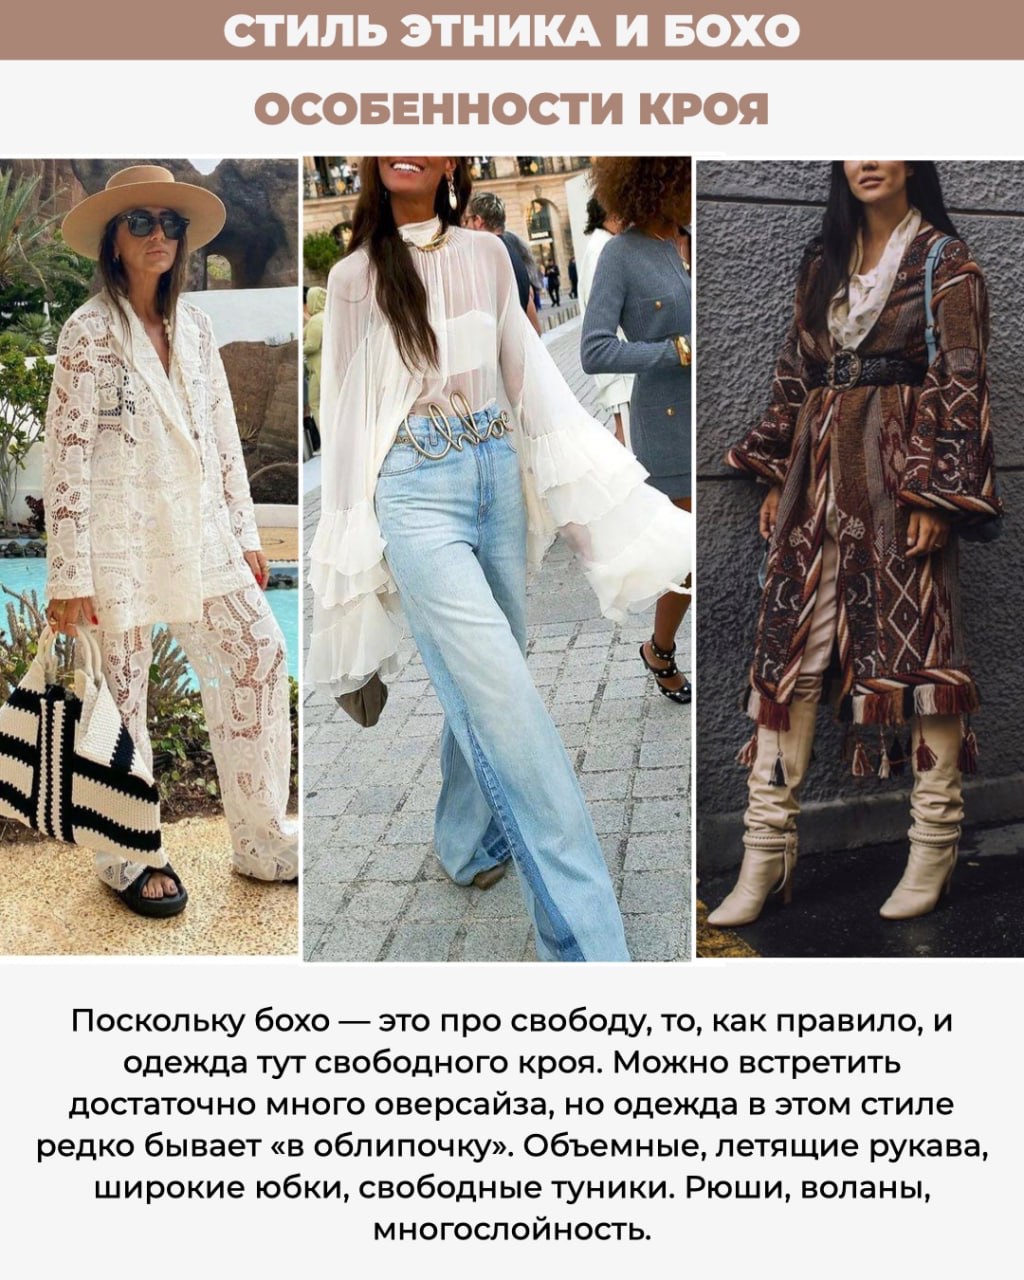 СТИЛЬ ЭТНИКА И БОХО
ОСОБЕННОСТИ КРОЯ
Chloé
Поскольку бохо — это про свободу, то, как правило, и
одежда тут свободного кроя. Можно встретить
достаточно много оверсайза, но одежда в этом стиле
редко бывает «в облипочку». Объемные, летящие рукава,
широкие юбки, свободные туники. Рюши, воланы,
многослойность.